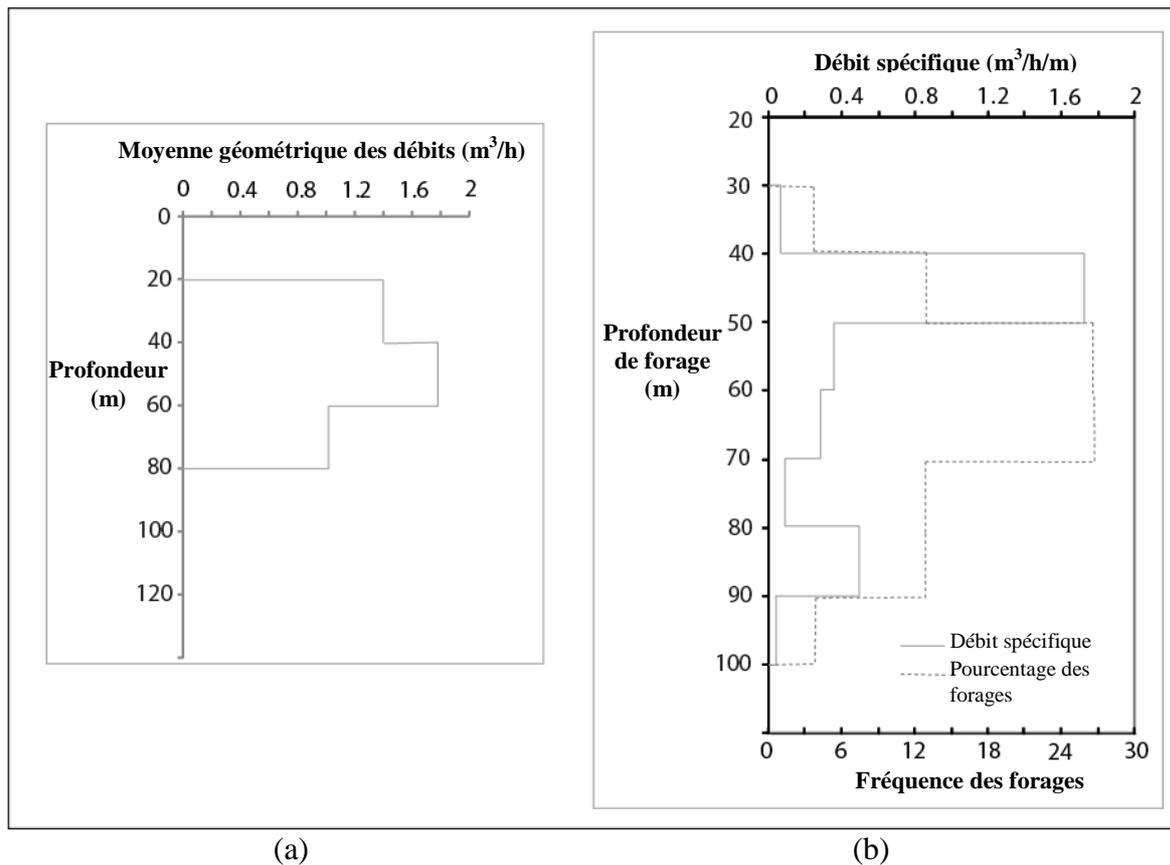 Moyenne géométrique des débits (m³/h)
0 0.4 0.8 1.2 1.6 2
0
20
40
60
80
100
120
Profondeur
(m)
Débit spécifique (m³/h/m)
0 0.4 0.8 1.2 1.6 2
20
30
40
50
60
70
80
90
100
Profondeur
de forage
(m)
Débit spécifique
Pourcentage des
forages
0 6 12 18 24 30
Fréquence des forages
(a) (b)